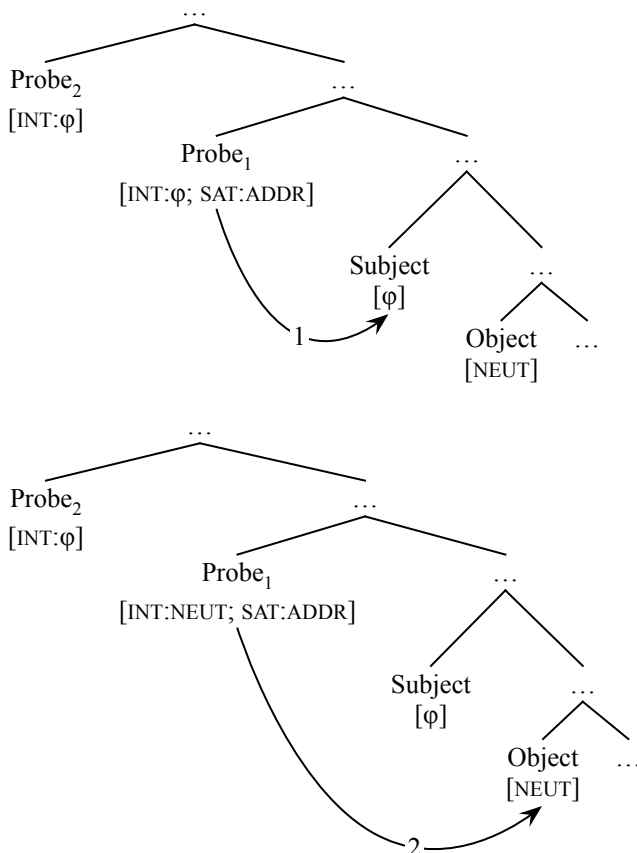 …
Probe₂
[INT:φ]
…
Probe₁
[INT:φ; SAT:ADDR]
…
Subject
[φ]
…
1
Object …
[NEUT]
…
Probe₂
[INT:φ]
…
Probe₁
[INT:NEUT; SAT:ADDR]
…
Subject
[φ]
…
Object …
[NEUT]
2